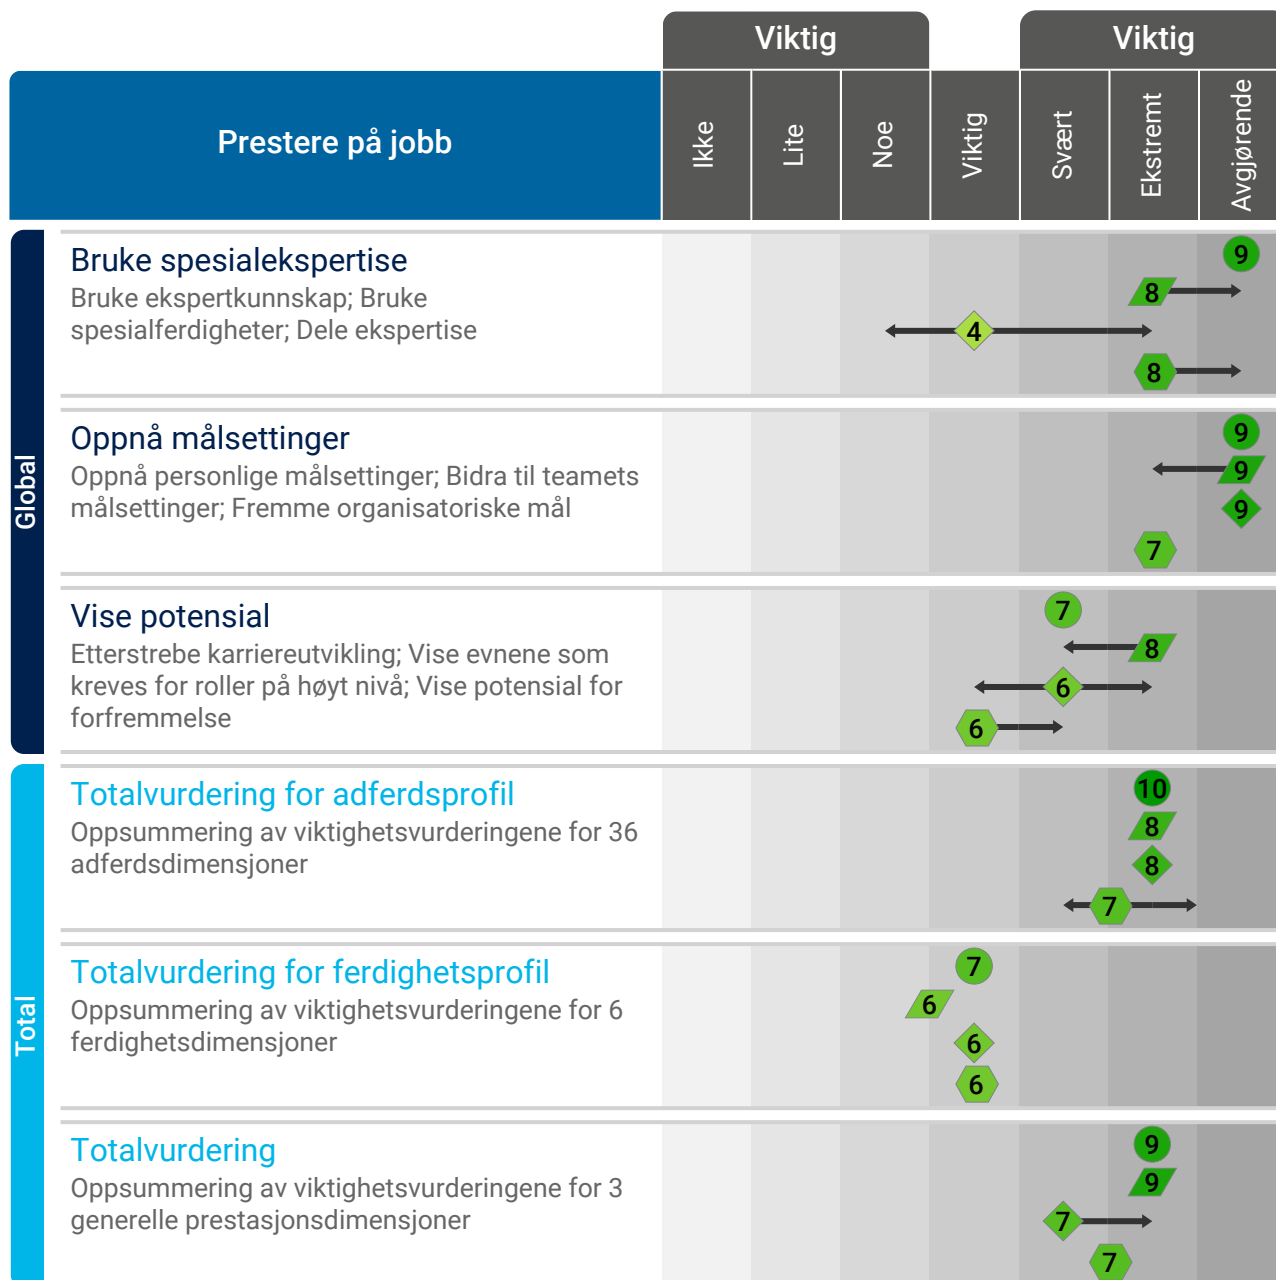 Viktig
Viktig
Prestere på jobb
Ikke
Lite
Noe
Viktig
Svært
Ekstremt
Avgjørende
Global
Bruke spesialekspertise
Bruke ekspertkunnskap; Bruke
spesialferdigheter; Dele ekspertise
9
8
4
8
Oppnå målsettinger
Oppnå personlige målsettinger; Bidra til teamets
målsettinger; Fremme organisatoriske mål
9
9
9
7
Vise potensial
Etterstrebe karriereutvikling; Vise evnene som
kreves for roller på høyt nivå; Vise potensial for
forfremmelse
7
8
6
6
Total
Totalvurdering for adferdsprofil
Oppsummering av viktighetsvurderingene for 36
adferdsdimensjoner
10
8
8
7
Totalvurdering for ferdighetsprofil
Oppsummering av viktighetsvurderingene for 6
ferdighetsdimensjoner
7
6
6
6
Totalvurdering
Oppsummering av viktighetsvurderingene for 3
generelle prestasjonsdimensjoner
9
9
7
7